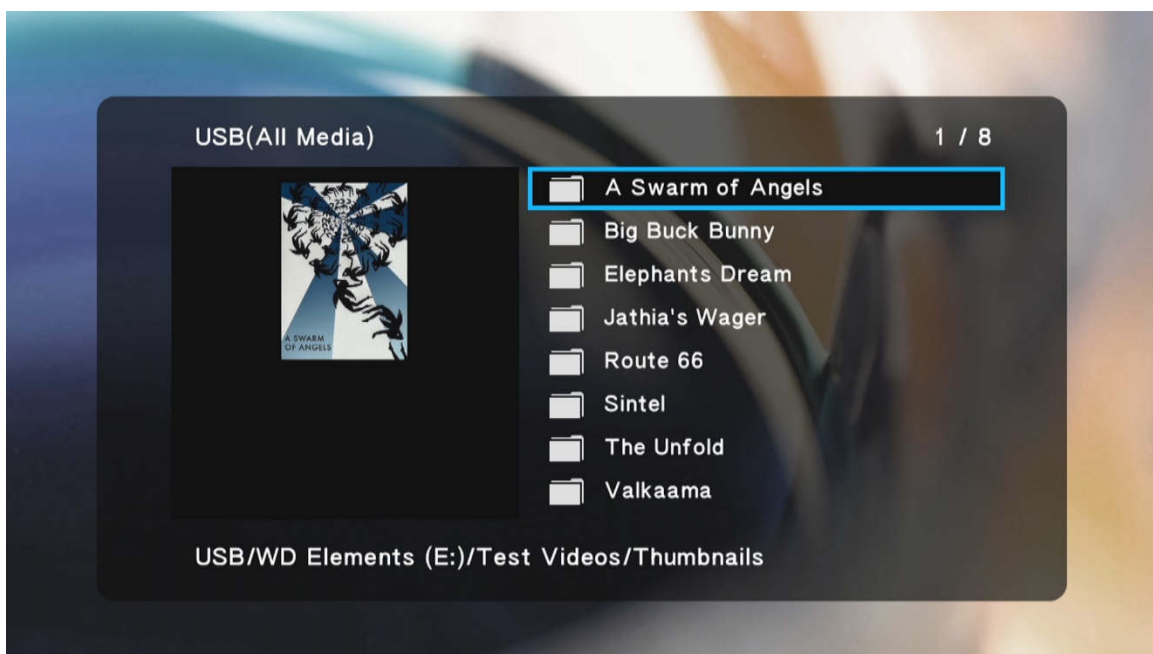 USB(All Media)
1 / 8
A Swarm of Angels
Big Buck Bunny
Elephants Dream
Jathia's Wager
Route 66
Sintel
The Unfold
Valkaama
A SWARM
OF ANGELS
USB/WD Elements (E:)/Test Videos/Thumbnails